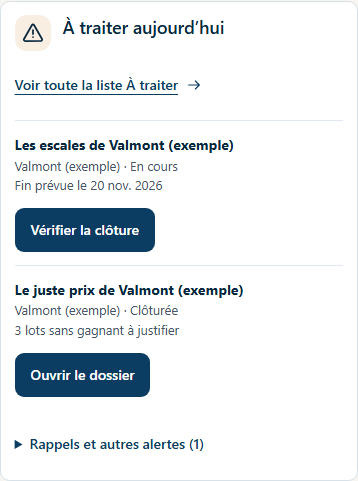 À traiter aujourd’hui
Voir toute la liste À traiter →
Les escales de Valmont (exemple)
Valmont (exemple) · En cours
Fin prévue le 20 nov. 2026
Vérifier la clôture
Le juste prix de Valmont (exemple)
Valmont (exemple) · Clôturée
3 lots sans gagnant à justifier
Ouvrir le dossier
Rappels et autres alertes (1)